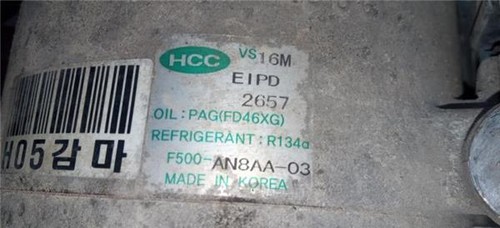 HCC VS16M
EIPD
2657
OIL: PAG(FD46XG)
REFRIGERANT: R134a
F500-AN8AA-03
MADE IN KOREA
H05감마